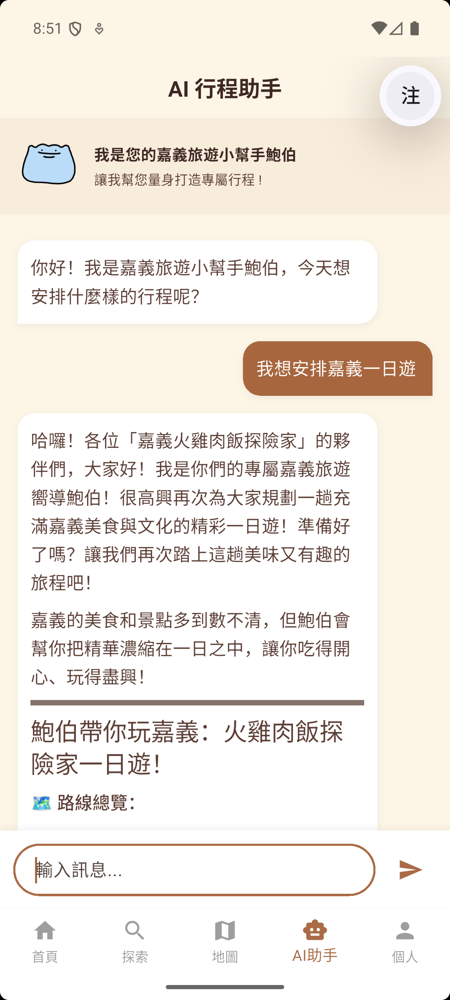 8:51
AI 行程助手
注
我是您的嘉義旅遊小幫手鮑伯
讓我幫您量身打造專屬行程！
你好！我是嘉義旅遊小幫手鮑伯，今天想
安排什麼樣的行程呢？
我想安排嘉義一日遊
哈囉！各位「嘉義火雞肉飯探險家」的夥
伴們，大家好！我是你們的專屬嘉義旅遊
嚮導鮑伯！很高興再次為大家規劃一趟充
滿嘉義美食與文化的精彩一日遊！準備好
了嗎？讓我們再次踏上這趟美味又有趣的
旅程吧！
嘉義的美食和景點多到數不清，但鮑伯會
幫你把精華濃縮在一日之中，讓你吃得開
心、玩得盡興！
鮑伯帶你玩嘉義：火雞肉飯探
險家一日遊！
🗺️ 路線總覽：
輸入訊息...
首頁
探索
地圖
AI助手
個人